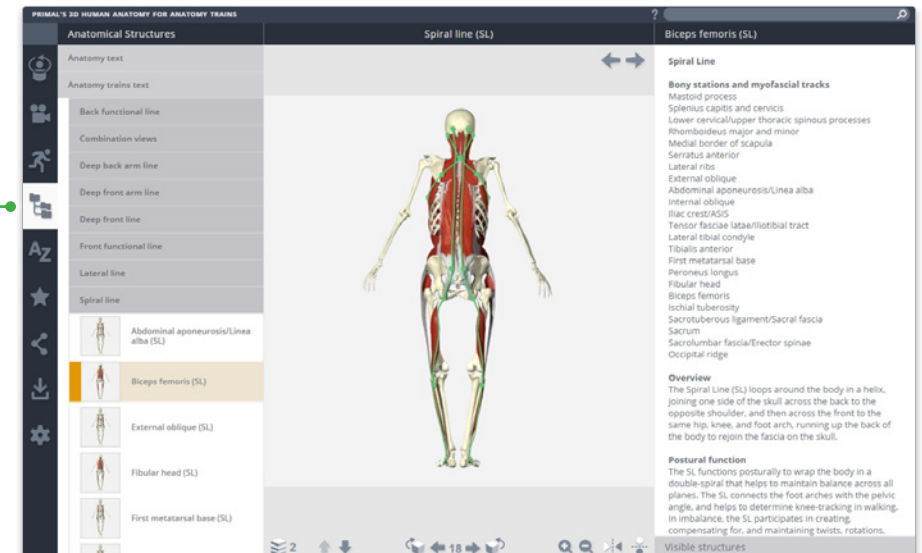 PRIMAL'S 3D HUMAN ANATOMY FOR ANATOMY TRAINS
?
Anatomical Structures
Spiral line (SL)
Biceps femoris (SL)
Anatomy text
Anatomy trains text
Back functional line
Combination views
Deep back arm line
Deep front arm line
Deep front line
Front functional line
Lateral line
Spiral line
Abdominal aponeurosis/Linea
alba (SL)
Biceps femoris (SL)
External oblique (SL)
Fibular head (SL)
First metatarsal base (SL)
AZ
2
18
Spiral Line
Bony stations and myofascial tracks
Mastoid process
Splenius capitis and cervicis
Lower cervical/upper thoracic spinous processes
Rhomboideus major and minor
Medial border of scapula
Serratus anterior
Lateral ribs
External oblique
Abdominal aponeurosis/Linea alba
Internal oblique
Iliac crest/ASIS
Tensor fasciae latae/Iliotibial tract
Lateral tibial condyle
Tibialis anterior
First metatarsal base
Peroneus longus
Fibular head
Biceps femoris
Ischial tuberosity
Sacrotuberous ligament/Sacral fascia
Sacrum
Sacrolumbar fascia/Erector spinae
Occipital ridge
Overview
The Spiral Line (SL) loops around the body in a helix,
joining one side of the skull across the back to the
opposite shoulder, and then across the front to the
same hip, knee, and foot arch, running up the back of
the body to rejoin the fascia on the skull.
Postural function
The SL functions posturally to wrap the body in a
double-spiral that helps to maintain balance across all
planes. The SL connects the foot arches with the pelvic
angle, and helps to determine knee-tracking in walking.
In imbalance, the SL participates in creating,
compensating for, and maintaining twists, rotations,
Visible structures